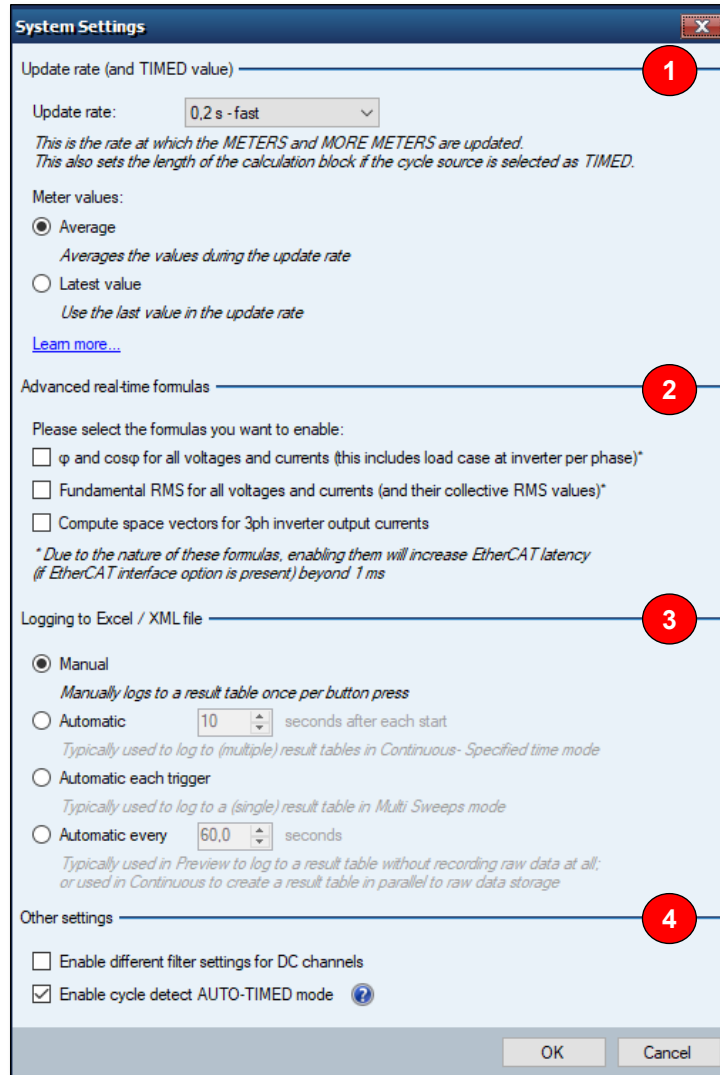 System Settings
Update rate (and TIMED value)
1
Update rate: 0,2 s - fast
This is the rate at which the METERS and MORE METERS are updated.
This also sets the length of the calculation block if the cycle source is selected as TIMED.
Meter values:
Average
Averages the values during the update rate
Latest value
Use the last value in the update rate
Learn more...
Advanced real-time formulas
2
Please select the formulas you want to enable:
φ and cosφ for all voltages and currents (this includes load case at inverter per phase)*
Fundamental RMS for all voltages and currents (and their collective RMS values)*
Compute space vectors for 3ph inverter output currents
* Due to the nature of these formulas, enabling them will increase EtherCAT latency
(if EtherCAT interface option is present) beyond 1 ms
Logging to Excel / XML file
3
Manual
Manually logs to a result table once per button press
Automatic 10 seconds after each start
Typically used to log to (multiple) result tables in Continuous- Specified time mode
Automatic each trigger
Typically used to log to a (single) result table in Multi Sweeps mode
Automatic every 60,0 seconds
Typically used in Preview to log to a result table without recording raw data at all;
or used in Continuous to create a result table in parallel to raw data storage
Other settings
4
Enable different filter settings for DC channels
Enable cycle detect AUTO-TIMED mode ?
OK Cancel